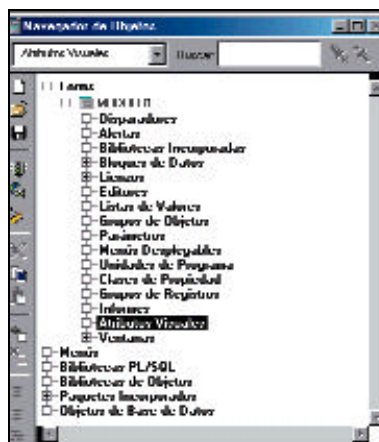 Navegador de Objetos
Atributos Visuales
Buscar
Forms
MODULO1
Disparadores
Alertas
Bibliotecas Incorporadas
Bloques de Datos
Lienzos
Editores
Listas de Valores
Grupos de Objetos
Parámetros
Menús Desplegables
Unidades de Programa
Clases de Propiedad
Grupos de Registros
Informes
Atributos Visuales
Ventanas
Menús
Bibliotecas PL/SQL
Bibliotecas de Objetos
Paquetes Incorporados
Objetos de Base de Datos